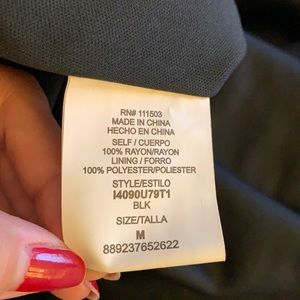 RN# 111503
MADE IN CHINA
HECHO EN CHINA
SELF / CUERPO
100% RAYON/RAYON
LINING / FORRO
100% POLYESTER/POLIESTER
STYLE/ESTILO
I4090U79T1
BLK
SIZE/TALLA
M
889237652622